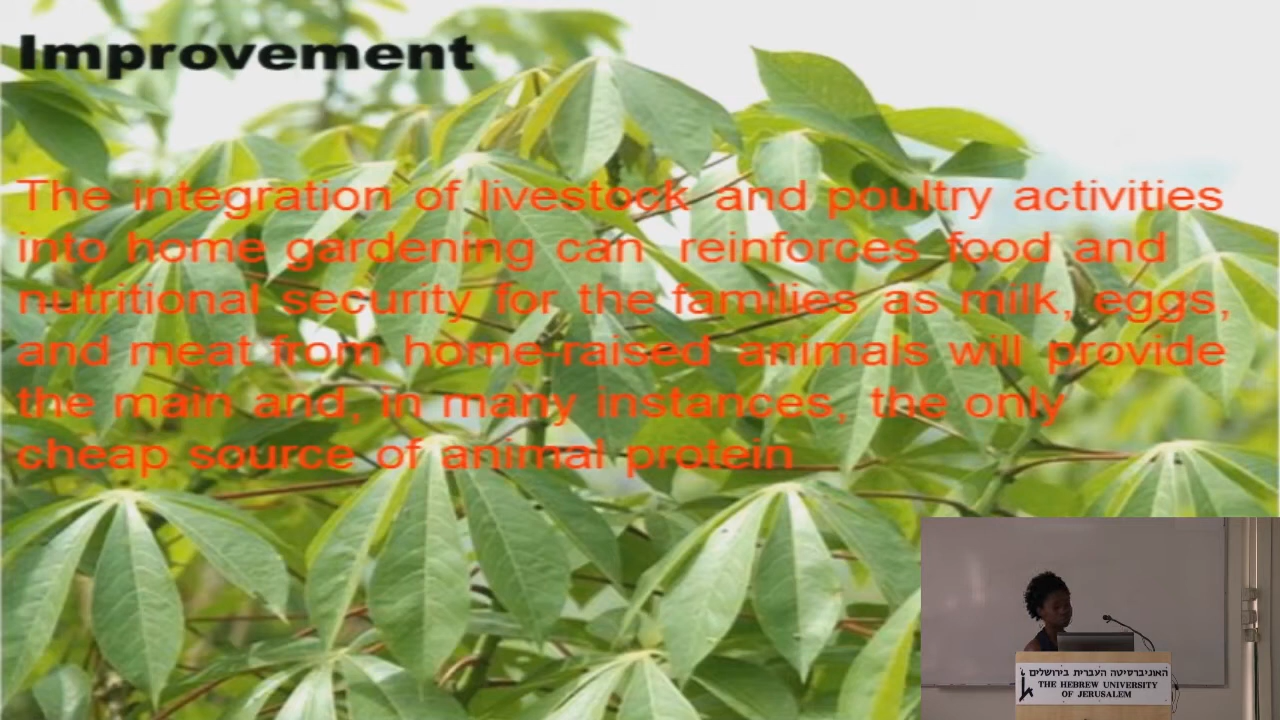 Improvement
The integration of livestock and poultry activities
into home gardening can reinforces food and
nutritional security for the families as milk, eggs,
and meat from home-raised animals will provide
the main and, in many instances, the only
cheap source of animal protein
האוניברסיטה העברית בירושלים
THE HEBREW UNIVERSITY
OF JERUSALEM